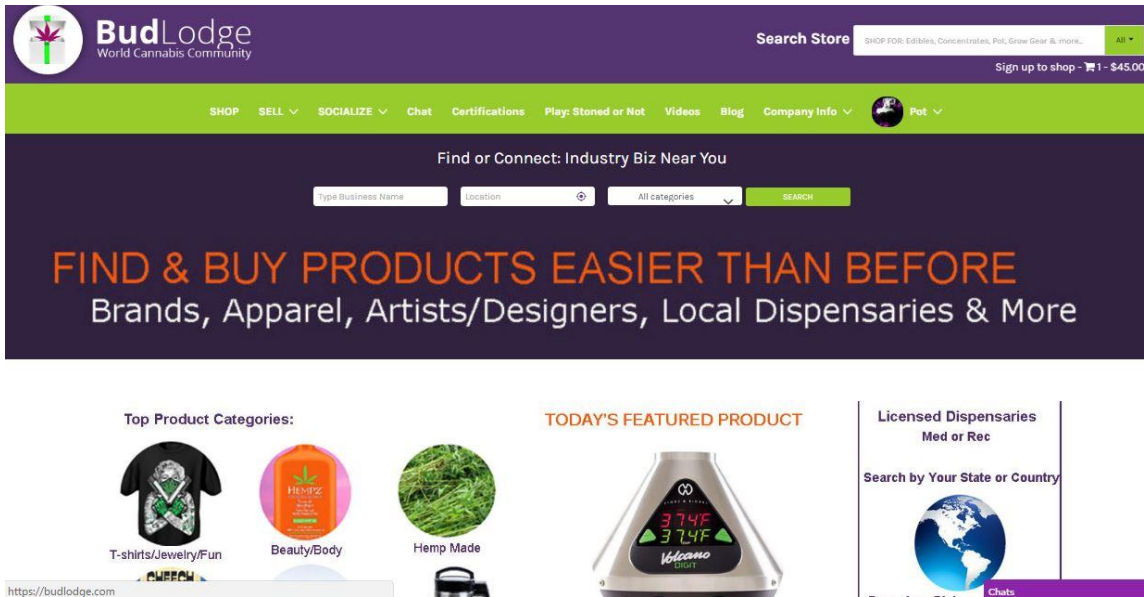 BudLodge
World Cannabis Community
Search Store
SHOP FOR: Edibles, Concentrates, Pot, Grow Gear & more..
All
Sign up to shop - 1 - $45.00
SHOP SELL SOCIALIZE Chat Certifications Play: Stoned or Not Videos Blog Company Info Pot
Find or Connect: Industry Biz Near You
Type Business Name Location All categories SEARCH
FIND & BUY PRODUCTS EASIER THAN BEFORE
Brands, Apparel, Artists/Designers, Local Dispensaries & More
Top Product Categories:
HEMPZ
T-shirts/Jewelry/Fun
Beauty/Body
Hemp Made
CHEECH
TODAY'S FEATURED PRODUCT
374F
374F
Volcano
DIGIT
Licensed Dispensaries
Med or Rec
Search by Your State or Country
Chats
https://budlodge.com